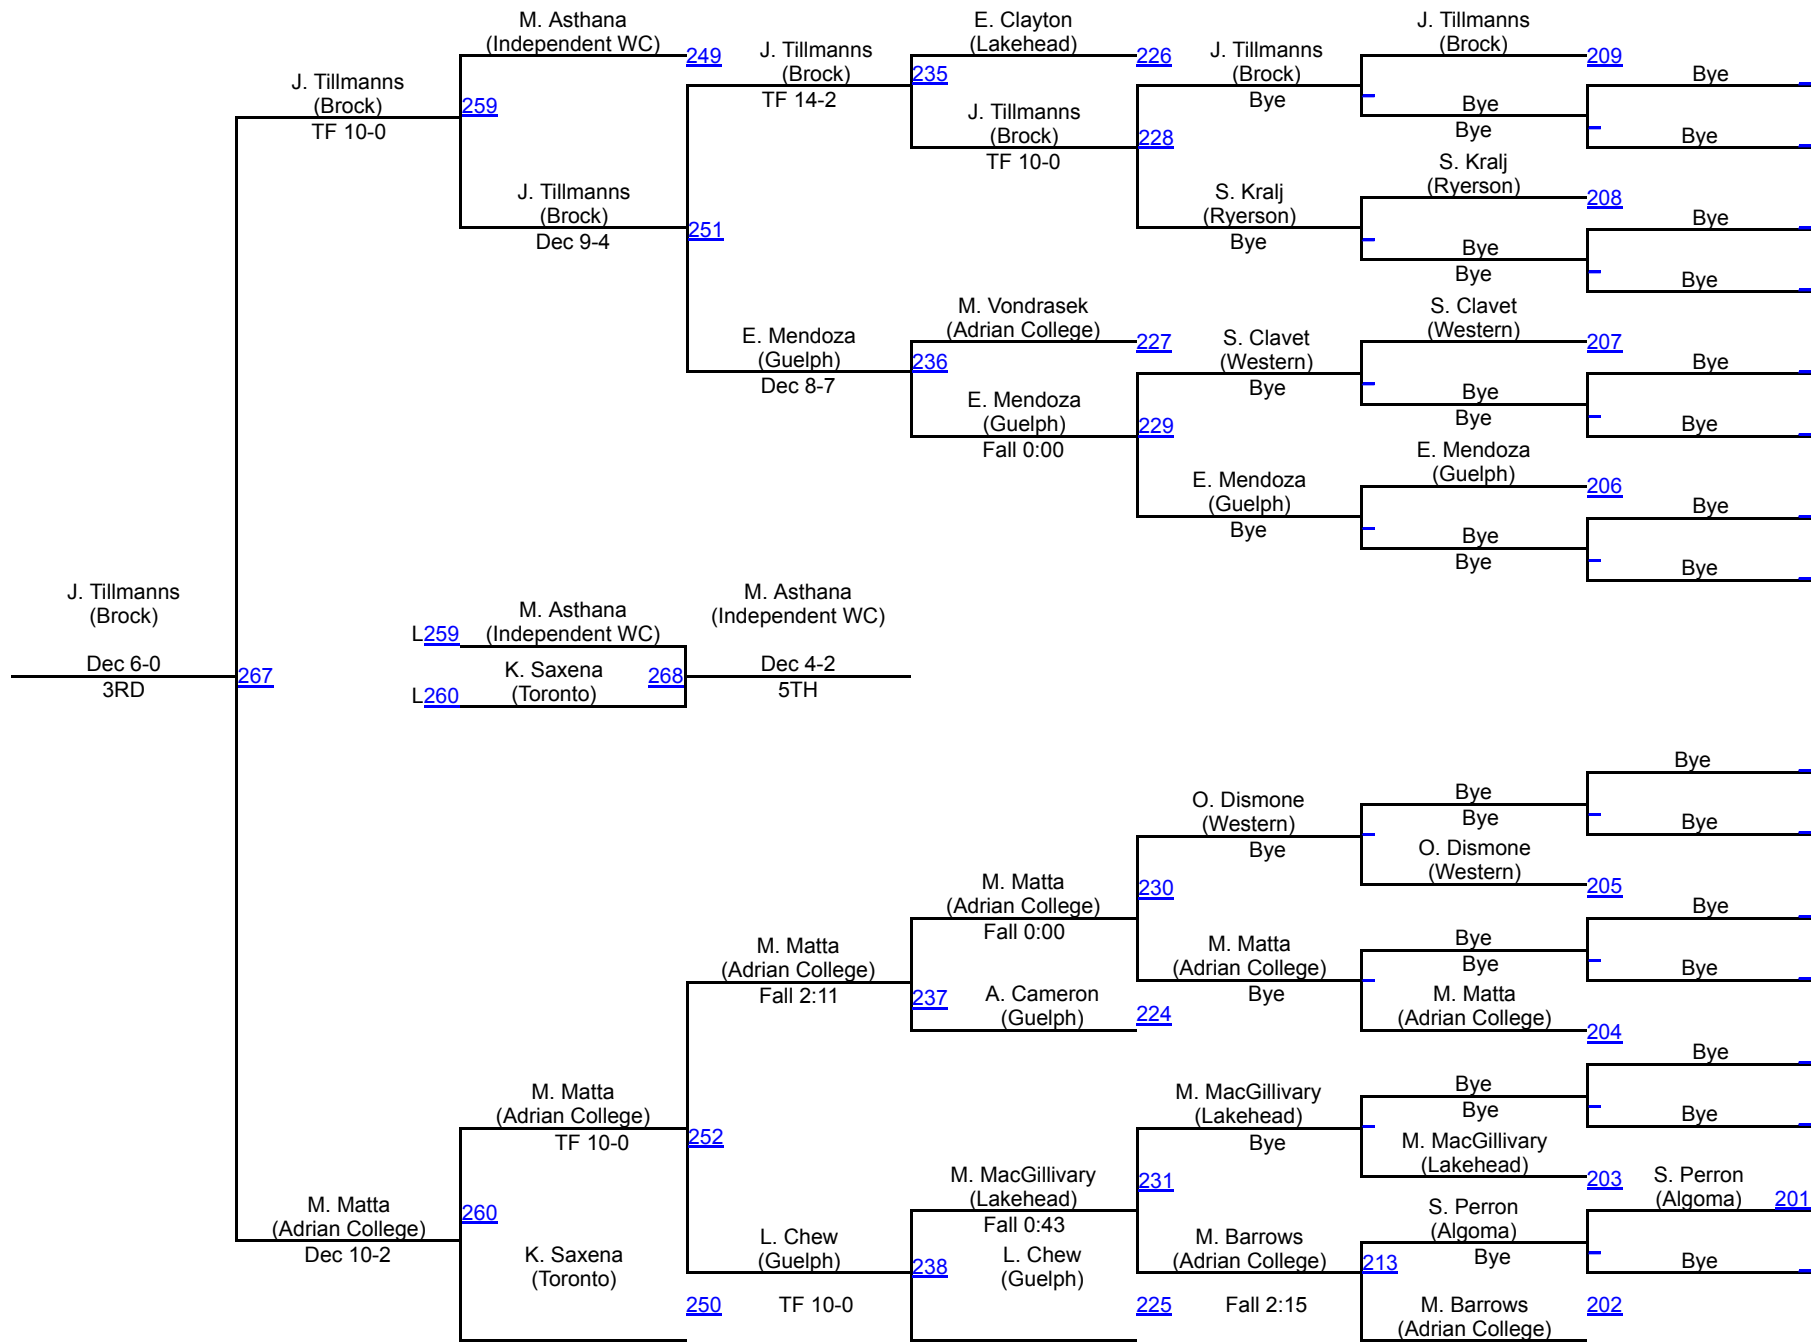 M. Asthana
(Independent WC)
249
E. Clayton
(Lakehead)
226
J. Tillmanns
(Brock)
209
J. Tillmanns
(Brock)
TF 14-2
235
J. Tillmanns
(Brock)
Bye
Bye
J. Tillmanns
(Brock)
TF 10-0
259
Bye
Bye
J. Tillmanns
(Brock)
TF 10-0
228
Bye
S. Kralj
(Ryerson)
208
J. Tillmanns
(Brock)
Dec 9-4
251
S. Kralj
(Ryerson)
Bye
Bye
Bye
Bye
Bye
M. Vondrasek
(Adrian College)
227
S. Clavet
(Western)
207
E. Mendoza
(Guelph)
Dec 8-7
236
S. Clavet
(Western)
Bye
Bye
Bye
Bye
E. Mendoza
(Guelph)
Fall 0:00
229
Bye
E. Mendoza
(Guelph)
206
E. Mendoza
(Guelph)
Bye
Bye
Bye
Bye
Bye
J. Tillmanns
(Brock)
Dec 6-0
3RD
267
L259
M. Asthana
(Independent WC)
M. Asthana
(Independent WC)
K. Saxena
(Toronto)
L260
268
Dec 4-2
5TH
Bye
O. Dismone
(Western)
Bye
Bye
Bye
Bye
O. Dismone
(Western)
205
M. Matta
(Adrian College)
Fall 0:00
230
Bye
M. Matta
(Adrian College)
Fall 2:11
237
M. Matta
(Adrian College)
Bye
Bye
Bye
Bye
A. Cameron
(Guelph)
224
M. Matta
(Adrian College)
204
Bye
M. Matta
(Adrian College)
TF 10-0
252
M. MacGillivary
(Lakehead)
Bye
Bye
Bye
Bye
M. MacGillivary
(Lakehead)
203
M. MacGillivary
(Lakehead)
Fall 0:43
231
S. Perron
(Algoma)
201
M. Matta
(Adrian College)
Dec 10-2
260
L. Chew
(Guelph)
238
M. Barrows
(Adrian College)
213
S. Perron
(Algoma)
Bye
Bye
K. Saxena
(Toronto)
250
TF 10-0
L. Chew
(Guelph)
225
Fall 2:15
M. Barrows
(Adrian College)
202